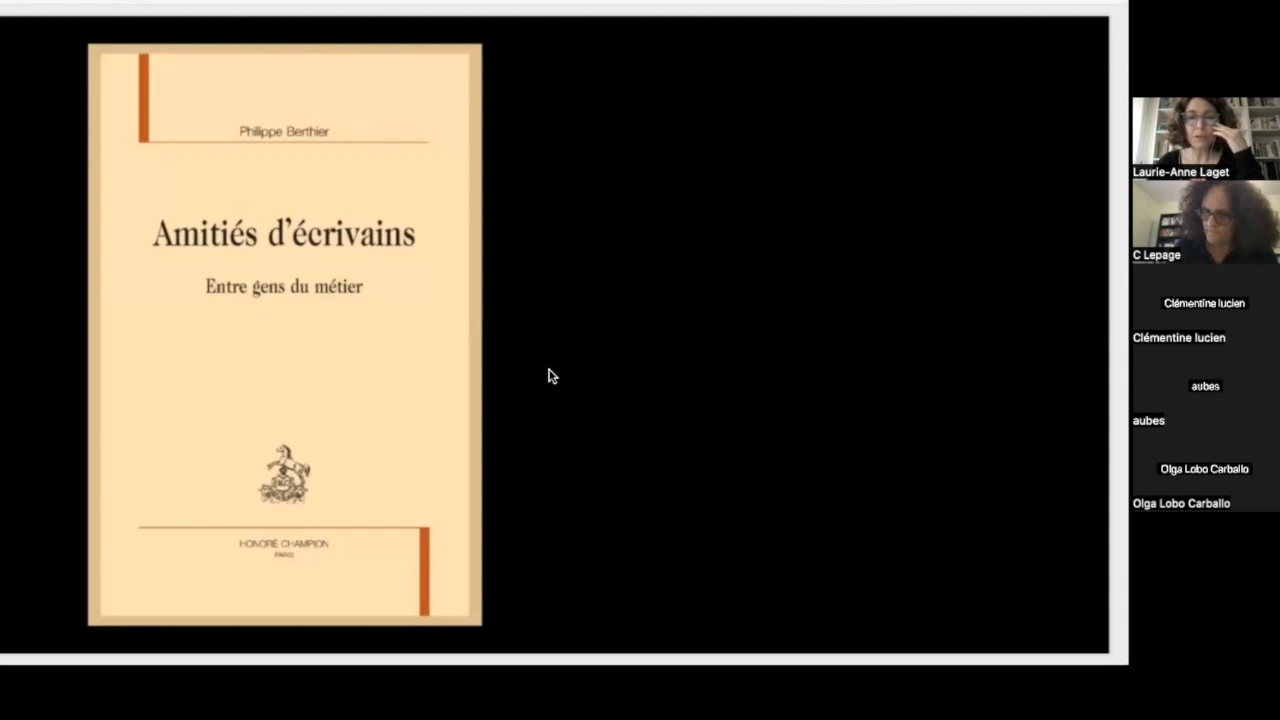 Philippe Berthier
Amitiés d'écrivains
Entre gens du métier
HONORÉ CHAMPION
PARIS
Laurie-Anne Laget
C Lepage
Clémentine lucien
Clémentine lucien
aubes
aubes
Olga Lobo Carballo
Olga Lobo Carballo